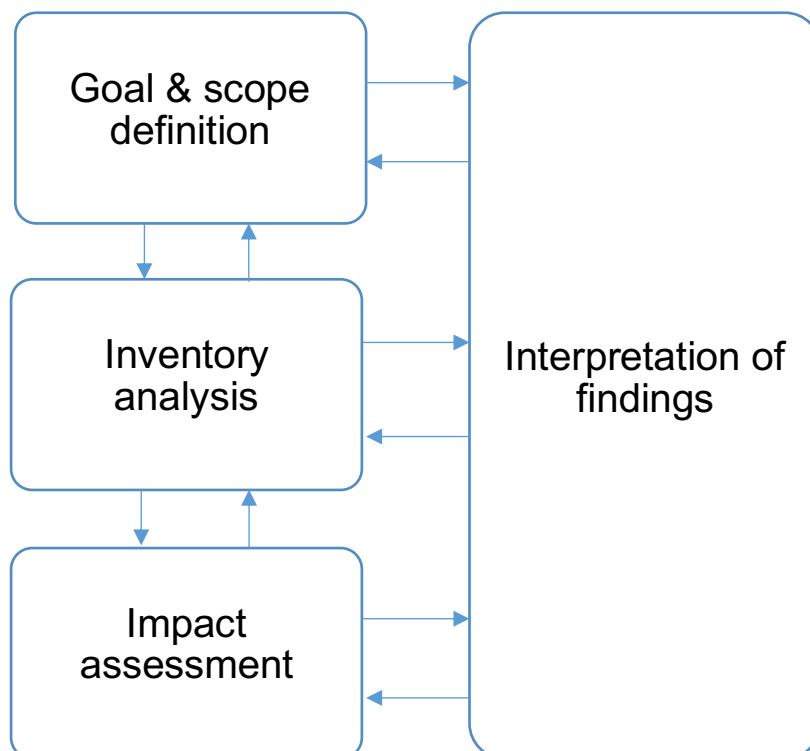 Goal & scope
definition
Inventory
analysis
Impact
assessment
Interpretation of
findings